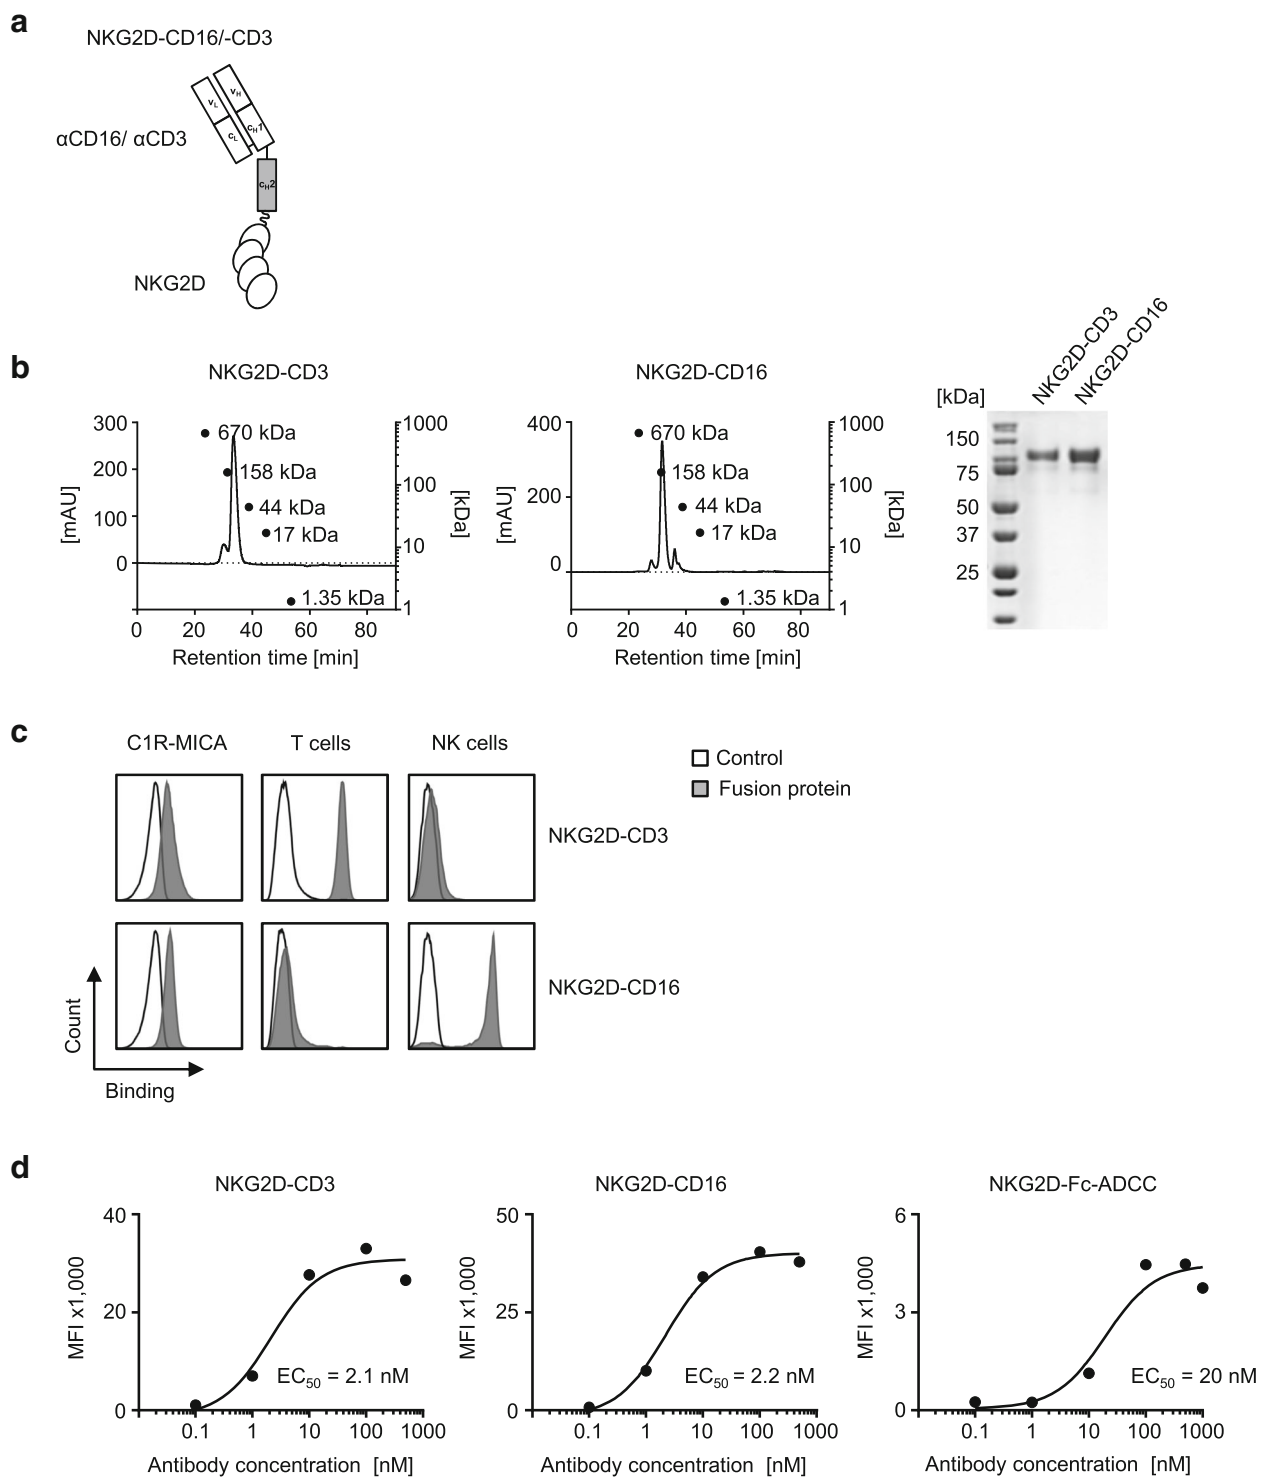 a
NKG2D-CD16/-CD3
vL
vH
αCD16/ αCD3
cL
cH1
cH2
NKG2D
b
NKG2D-CD3
300
200
100
0
[mAU]
1000
100
10
1
[kDa]
670 kDa
158 kDa
44 kDa
17 kDa
1.35 kDa
0 20 40 60 80
Retention time [min]
NKG2D-CD16
400
200
0
[mAU]
1000
100
10
1
[kDa]
670 kDa
158 kDa
44 kDa
17 kDa
1.35 kDa
0 20 40 60 80
Retention time [min]
[kDa]
NKG2D-CD3
NKG2D-CD16
150
75
50
37
25
c
C1R-MICA T cells NK cells
Control
Fusion protein
NKG2D-CD3
NKG2D-CD16
Count
Binding
d
NKG2D-CD3
40
20
0
MFI x1,000
EC50 = 2.1 nM
0.1 1 10 100 1000
Antibody concentration [nM]
NKG2D-CD16
50
25
0
MFI x1,000
EC50 = 2.2 nM
0.1 1 10 100 1000
Antibody concentration [nM]
NKG2D-Fc-ADCC
6
3
0
MFI x1,000
EC50 = 20 nM
0.1 1 10 100 1000
Antibody concentration [nM]